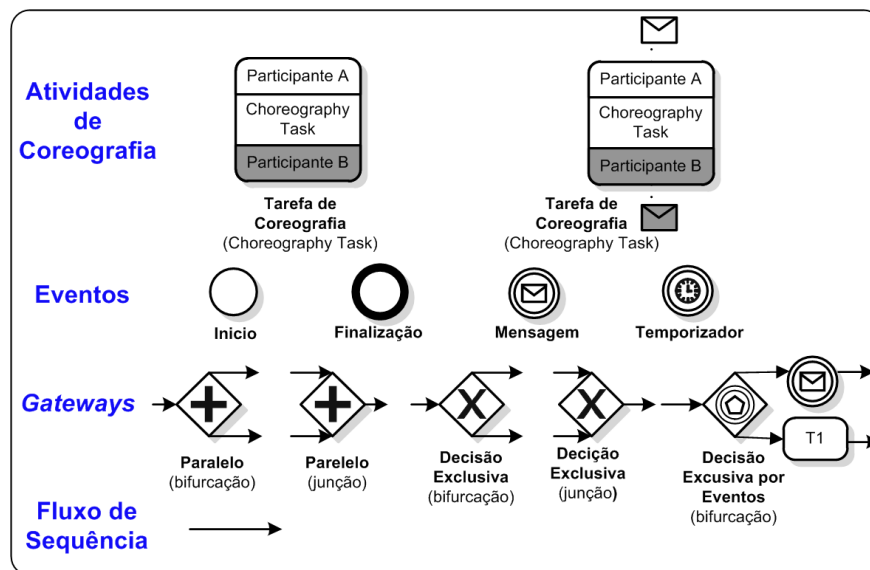 Atividades
de
Coreografia
Participante A
Choreography
Task
Participante B
Tarefa de
Coreografia
(Choreography Task)
Participante A
Choreography
Task
Participante B
Tarefa de
Coreografia
(Choreography Task)
Eventos
Inicio
Finalização
Mensagem
Temporizador
Gateways
X
X
T1
Paralelo
(bifurcação)
Parelelo
(junção)
Decisão
Exclusiva
(bifurcação)
Decição
Exclusiva
(junção)
Decisão
Excusiva por
Eventos
(bifurcação)
Fluxo de
Sequência